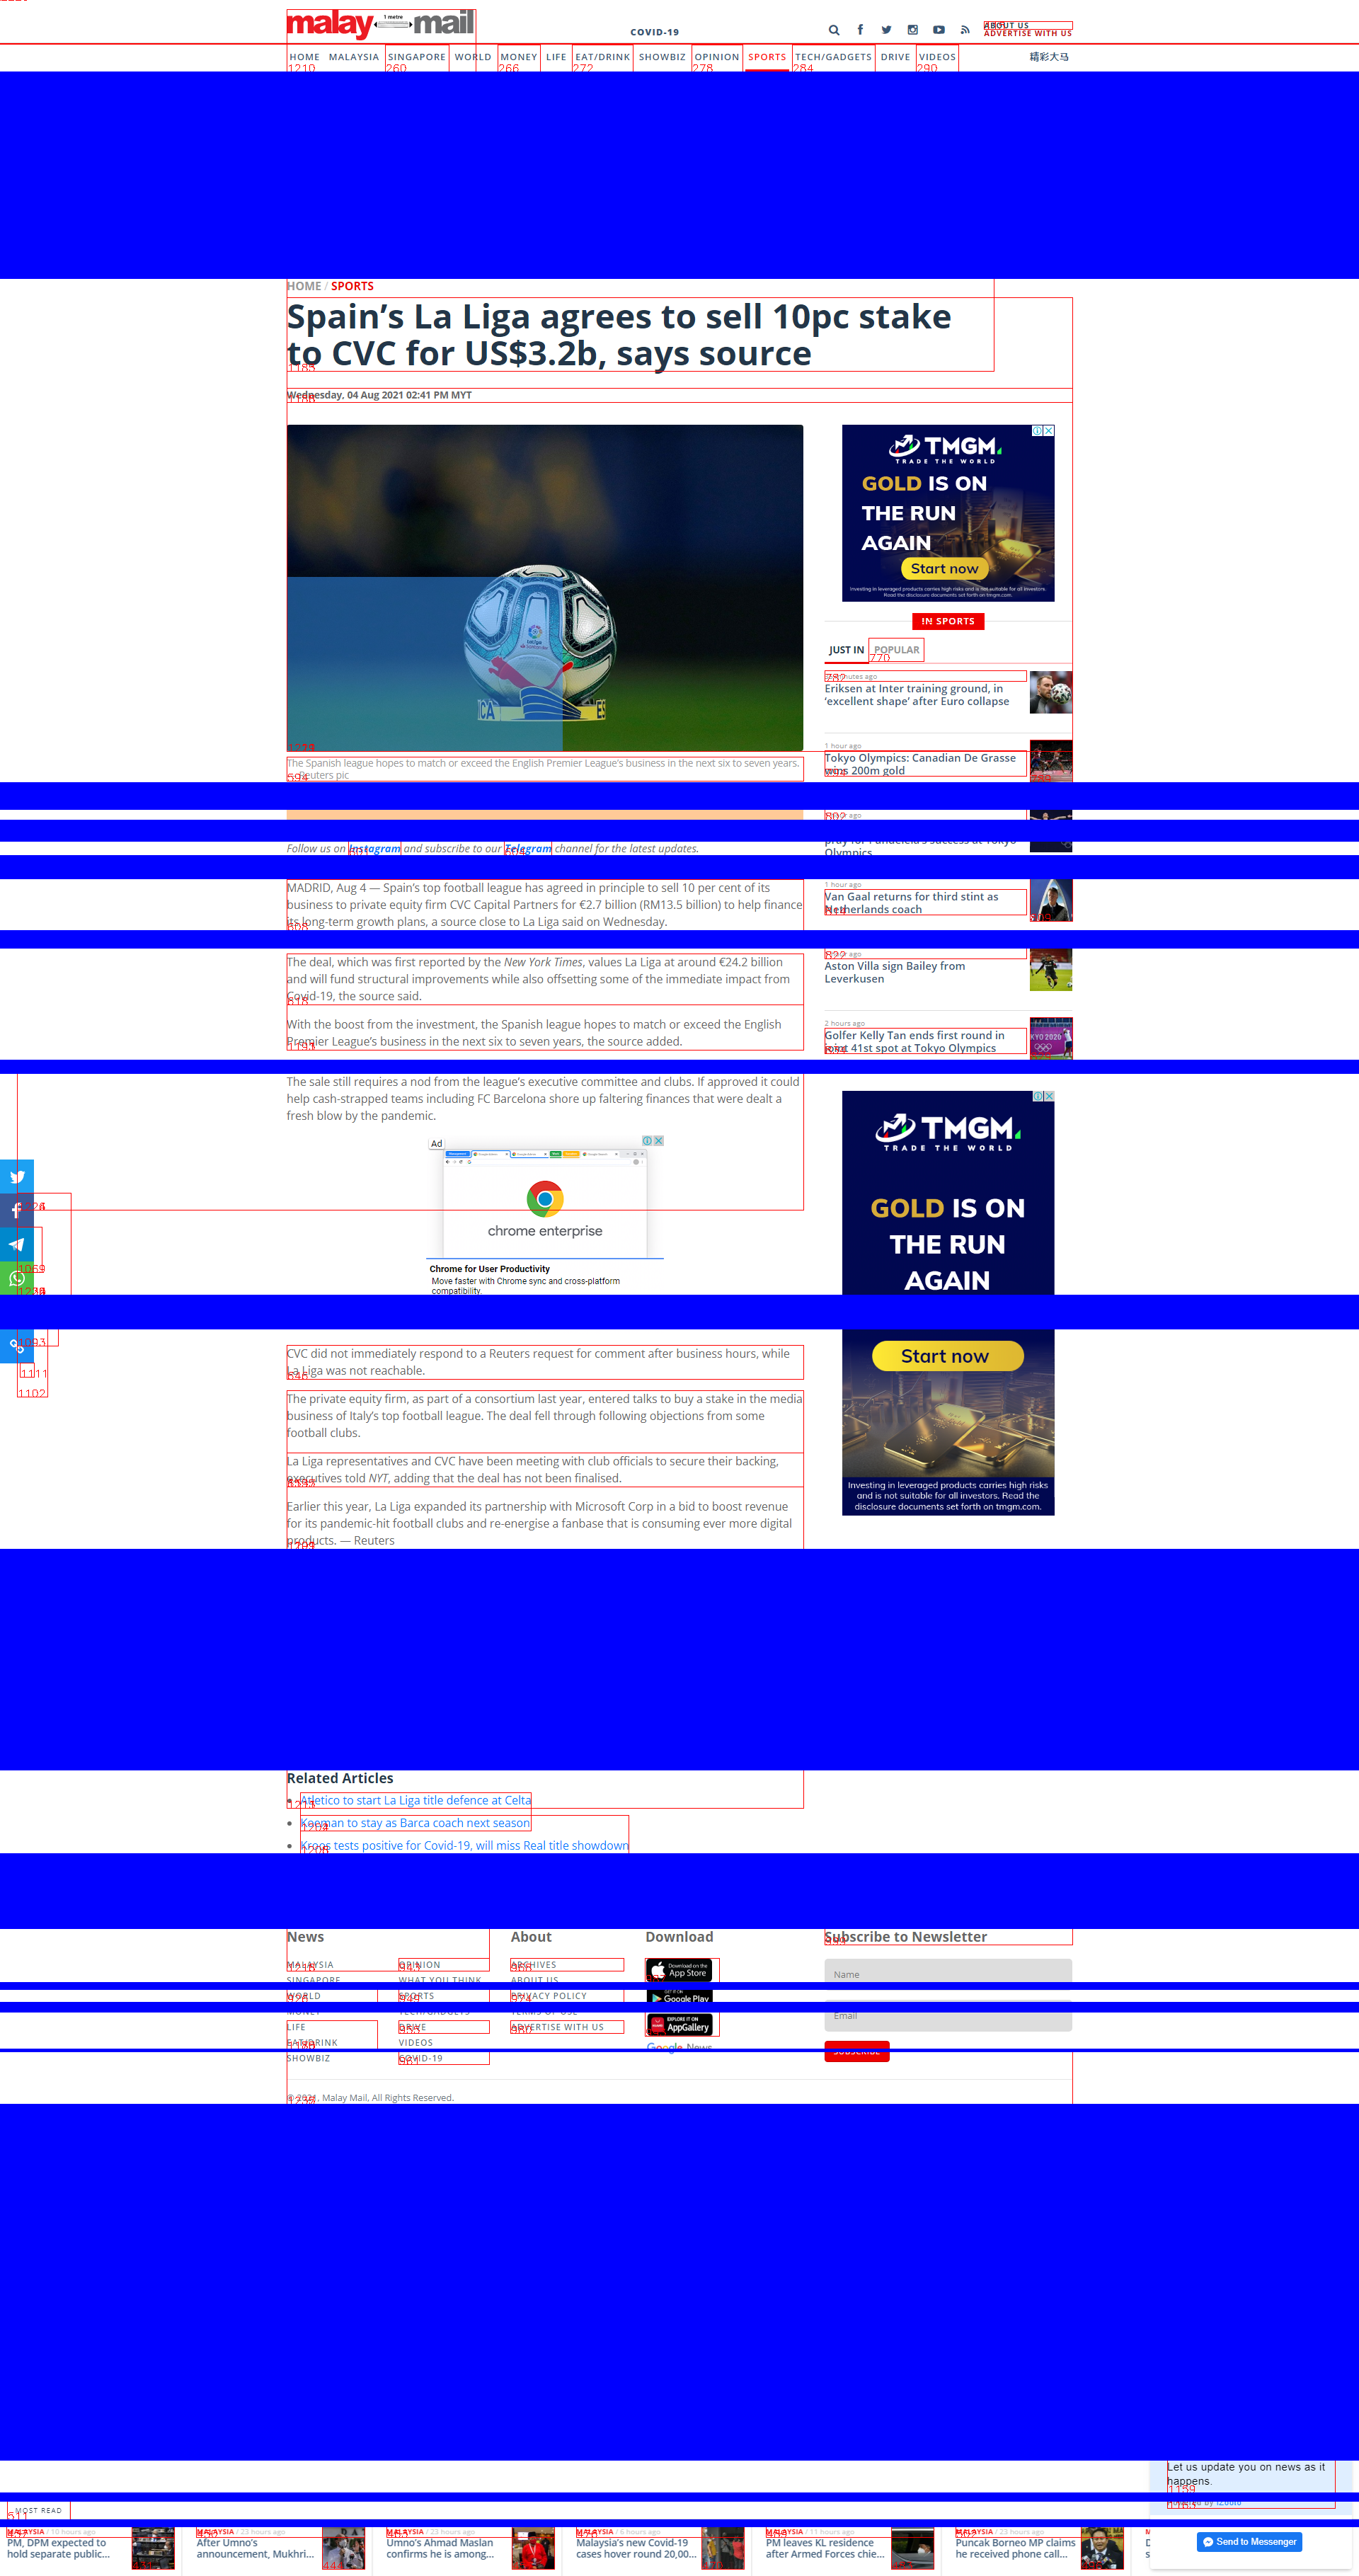 malay mail
1 metre
COVID-19
ABOUT US
ADVERTISE WITH US
HOME MALAYSIA SINGAPORE WORLD MONEY LIFE EAT/DRINK SHOWBIZ OPINION SPORTS TECH/GADGETS DRIVE VIDEOS 精彩大马
1210 260 266 272 278 284 290
HOME / SPORTS
Spain’s La Liga agrees to sell 10pc stake
to CVC for US$3.2b, says source
Wednesday, 04 Aug 2021 02:41 PM MYT
TMGM
TRADE THE WORLD
GOLD IS ON
THE RUN
AGAIN
Start now
IN SPORTS
JUST IN POPULAR
770
Eriksen at Inter training ground, in
‘excellent shape’ after Euro collapse
1 hour ago
Tokyo Olympics: Canadian De Grasse
wins 200m gold
The Spanish league hopes to match or exceed the English Premier League’s business in the next six to seven years.
Reuters pic
Olympics
Follow us on Instagram and subscribe to our Telegram channel for the latest updates.
1 hour ago
Van Gaal returns for third stint as
Netherlands coach
MADRID, Aug 4 — Spain’s top football league has agreed in principle to sell 10 per cent of its
business to private equity firm CVC Capital Partners for €2.7 billion (RM13.5 billion) to help finance
its long-term growth plans, a source close to La Liga said on Wednesday.
Aston Villa sign Bailey from
Leverkusen
The deal, which was first reported by the New York Times, values La Liga at around €24.2 billion
and will fund structural improvements while also offsetting some of the immediate impact from
Covid-19, the source said.
2 hours ago
Golfer Kelly Tan ends first round in
joint 41st spot at Tokyo Olympics
With the boost from the investment, the Spanish league hopes to match or exceed the English
Premier League’s business in the next six to seven years, the source added.
The sale still requires a nod from the league’s executive committee and clubs. If approved it could
help cash-strapped teams including FC Barcelona shore up faltering finances that were dealt a
fresh blow by the pandemic.
Ad
chrome enterprise
Chrome for User Productivity
Move faster with Chrome sync and cross-platform
compatibility.
TMGM
TRADE THE WORLD
GOLD IS ON
THE RUN
AGAIN
Start now
Investing in leveraged products carries high risks
and is not suitable for all investors. Read the
disclosure documents set forth on tmgm.com.
1069
1093
1111
1102
CVC did not immediately respond to a Reuters request for comment after business hours, while
La Liga was not reachable.
The private equity firm, as part of a consortium last year, entered talks to buy a stake in the media
business of Italy’s top football league. The deal fell through following objections from some
football clubs.
La Liga representatives and CVC have been meeting with club officials to secure their backing,
executives told NYT, adding that the deal has not been finalised.
Earlier this year, La Liga expanded its partnership with Microsoft Corp in a bid to boost revenue
for its pandemic-hit football clubs and re-energise a fanbase that is consuming ever more digital
products. — Reuters
Related Articles
Atletico to start La Liga title defence at Celta
Koeman to stay as Barca coach next season
Kroos tests positive for Covid-19, will miss Real title showdown
News About Download Subscribe to Newsletter
MALAYSIA OPINION ARCHIVES
SINGAPORE WHAT YOU THINK ABOUT US
WORLD SPORTS PRIVACY POLICY
MONEY TECH/GADGETS TERMS OF USE
LIFE DRIVE ADVERTISE WITH US
EAT/DRINK VIDEOS
SHOWBIZ COVID-19
Download on the App Store
GET IT ON Google Play
EXPLORE IT ON AppGallery
Google News
Name
Email
SUBSCRIBE
© 2021, Malay Mail, All Rights Reserved.
Let us update you on news as it
happens.
1159
Powered by iZooto
MOST READ
511
MALAYSIA / 10 hours ago
PM, DPM expected to
hold separate public...
MALAYSIA / 23 hours ago
After Umno’s
announcement, Mukhri...
MALAYSIA / 23 hours ago
Umno’s Ahmad Maslan
confirms he is among...
MALAYSIA / 6 hours ago
Malaysia’s new Covid-19
cases hover round 20,00...
MALAYSIA / 11 hours ago
PM leaves KL residence
after Armed Forces chie...
MALAYSIA / 23 hours ago
Puncak Borneo MP claims
he received phone call...
Send to Messenger